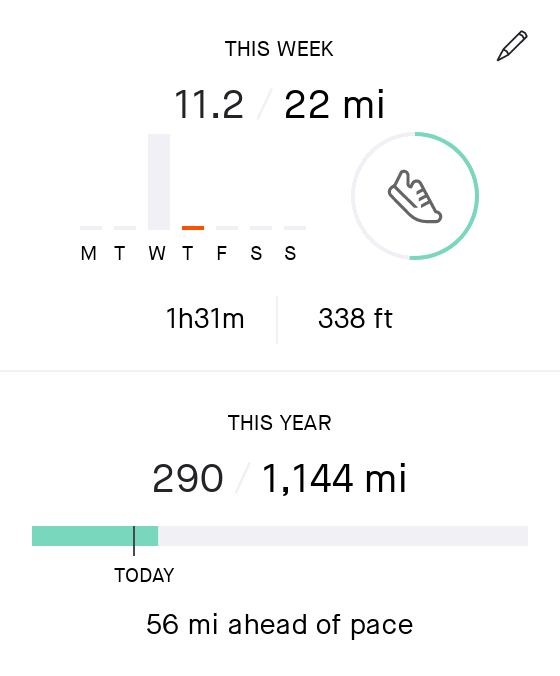 THIS WEEK
11.2 / 22 mi
M T W T F S S
1h31m 338 ft
THIS YEAR
290 / 1,144 mi
TODAY
56 mi ahead of pace